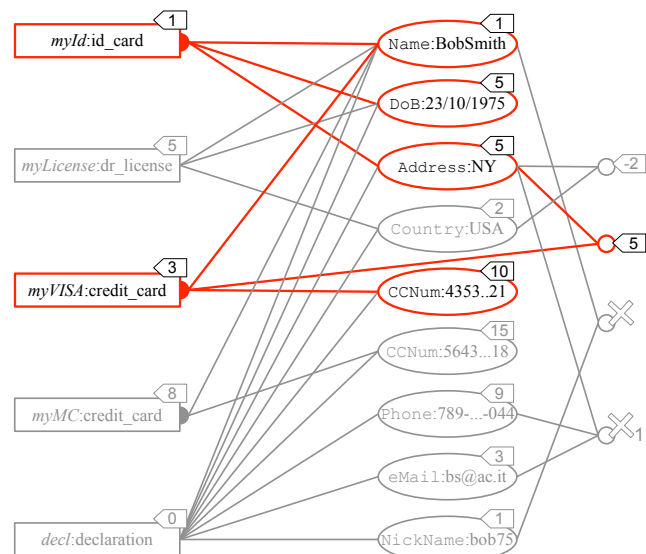 1
myId:id_card
1
Name:BobSmith
5
DoB:23/10/1975
5
myLicense:dr_license
5
Address:NY
-2
2
Country:USA
5
3
myVISA:credit_card
10
CCNum:4353..21
15
CCNum:5643...18
8
myMC:credit_card
9
Phone:789-...-044
1
3
eMail:bs@ac.it
0
decl:declaration
1
NickName:bob75